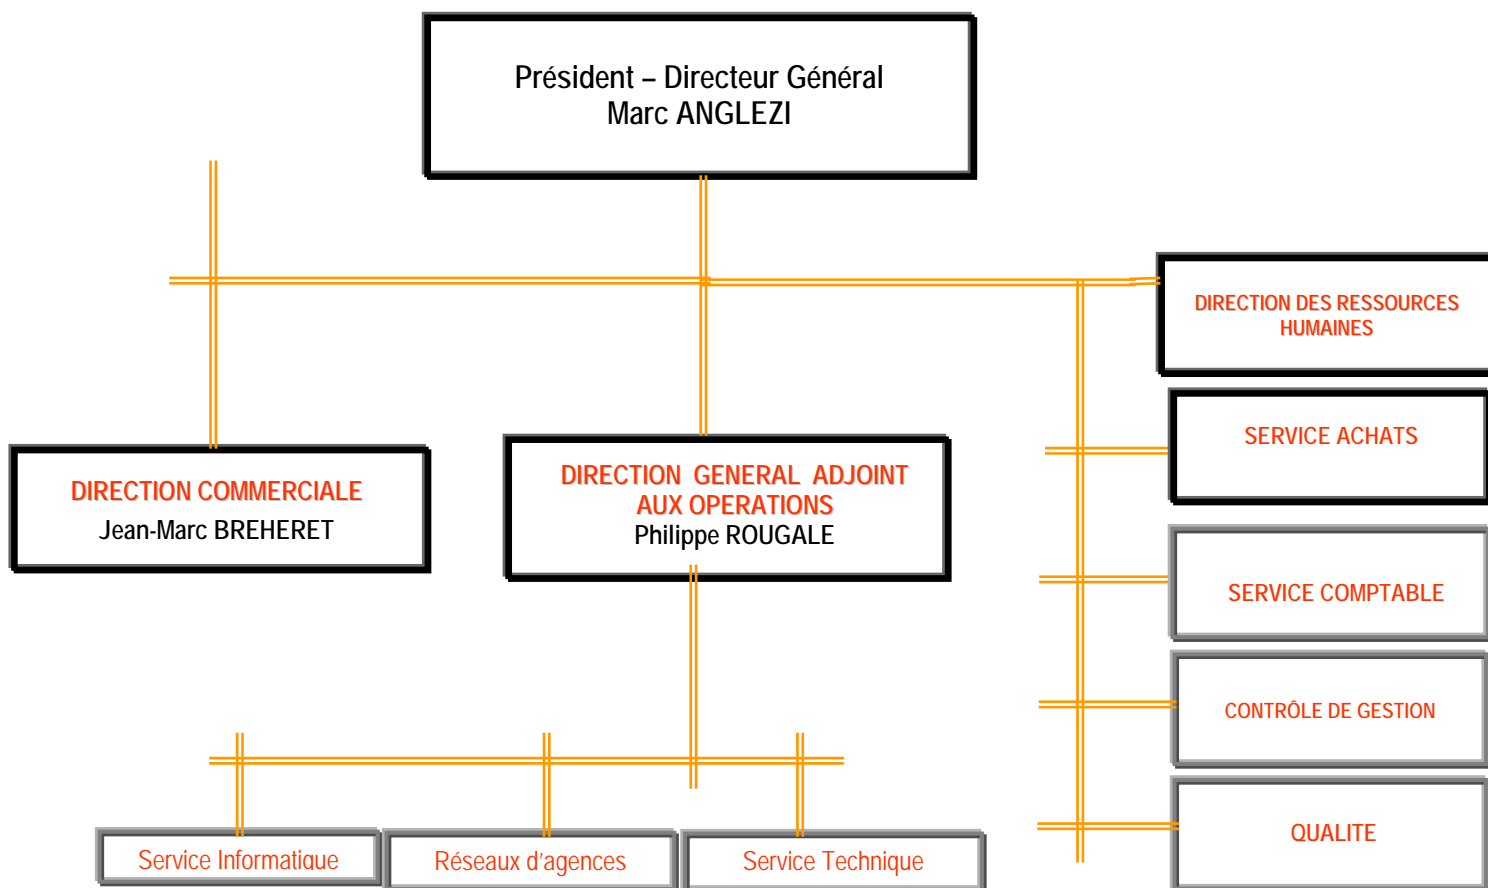 Président – Directeur Général
Marc ANGLEZI
DIRECTION DES RESSOURCES
HUMAINES
SERVICE ACHATS
DIRECTION COMMERCIALE
Jean-Marc BREHERET
DIRECTION GENERAL ADJOINT
AUX OPERATIONS
Philippe ROUGALE
SERVICE COMPTABLE
CONTRÔLE DE GESTION
QUALITE
Service Informatique
Réseaux d'agences
Service Technique